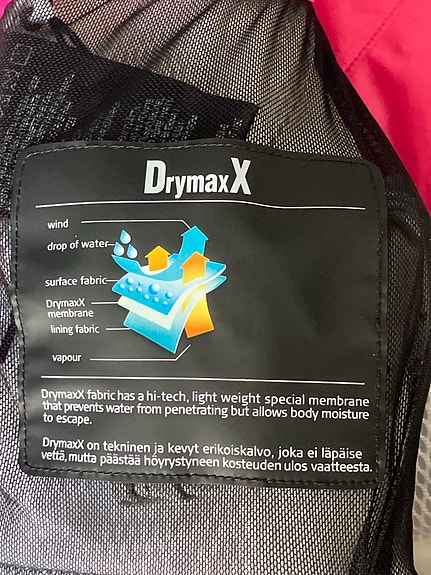 DrymaxX
wind
drop of water
surface fabric
DrymaxX
membrane
lining fabric
vapour
DrymaxX fabric has a hi-tech, light weight special membrane
that prevents water from penetrating but allows body moisture
to escape.
DrymaxX on tekninen ja kevyt erikoiskalvo, joka ei läpäise
vettä, mutta päästää höyrystyneen kosteuden ulos vaatteesta.